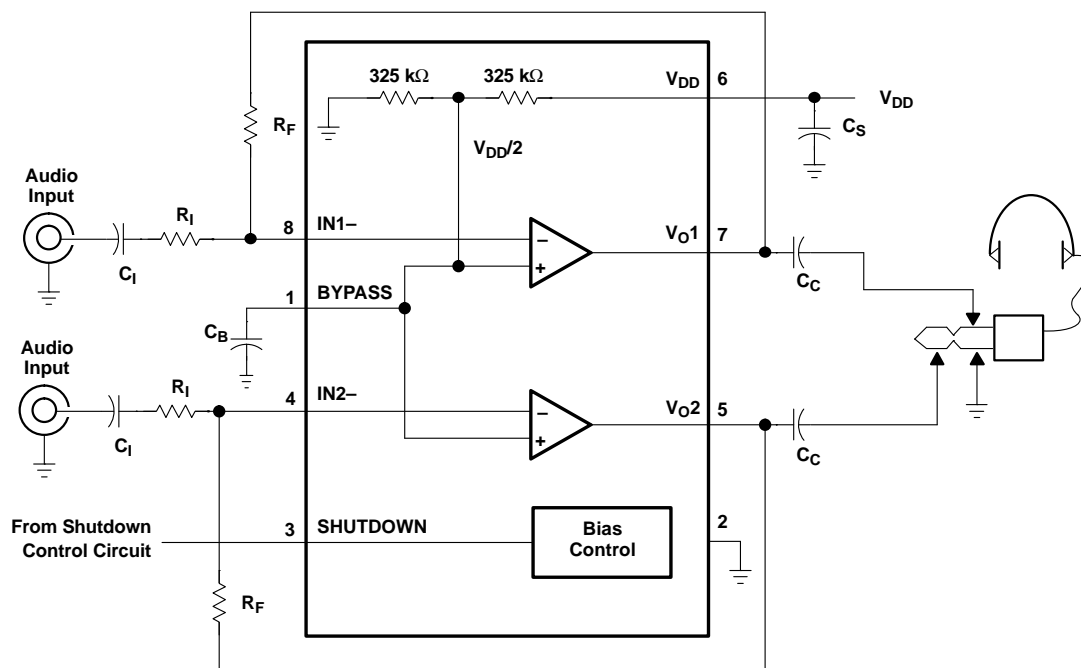 325 kΩ
325 kΩ
VDD
6
VDD
CS
RF
VDD/2
Audio
Input
RI
CI
8
IN1–
VO1
7
CC
1
BYPASS
CB
Audio
Input
RI
CI
4
IN2–
VO2
5
CC
From Shutdown
Control Circuit
3
SHUTDOWN
Bias
Control
2
RF
–
+
–
+